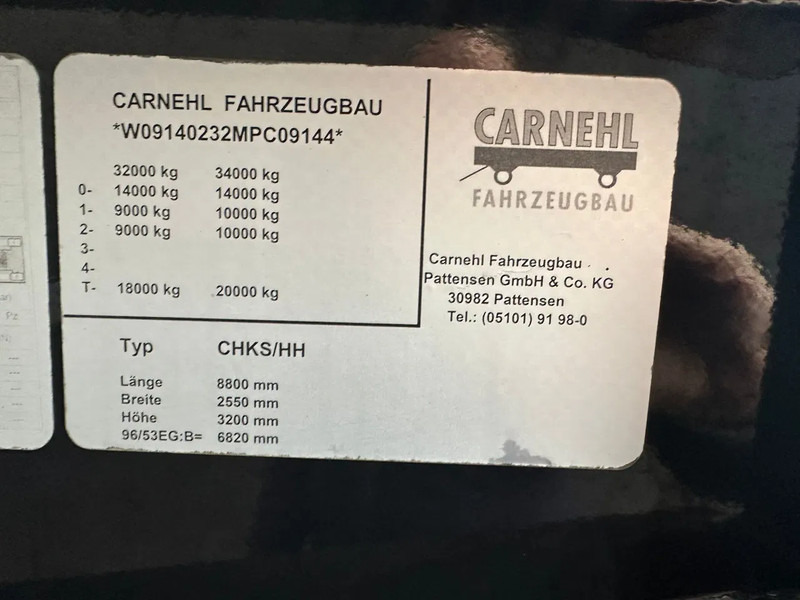 CARNEHL FAHRZEUGBAU
*W09140232MPC09144*
32000 kg 34000 kg
0- 14000 kg 14000 kg
1- 9000 kg 10000 kg
2- 9000 kg 10000 kg
3-
4-
T- 18000 kg 20000 kg
CARNEHL
FAHRZEUGBAU
Carnehl Fahrzeugbau
Pattensen GmbH & Co. KG
30982 Pattensen
Tel.: (05101) 91 98-0
Typ CHKS/HH
Länge 8800 mm
Breite 2550 mm
Höhe 3200 mm
96/53EG:B= 6820 mm
Pz